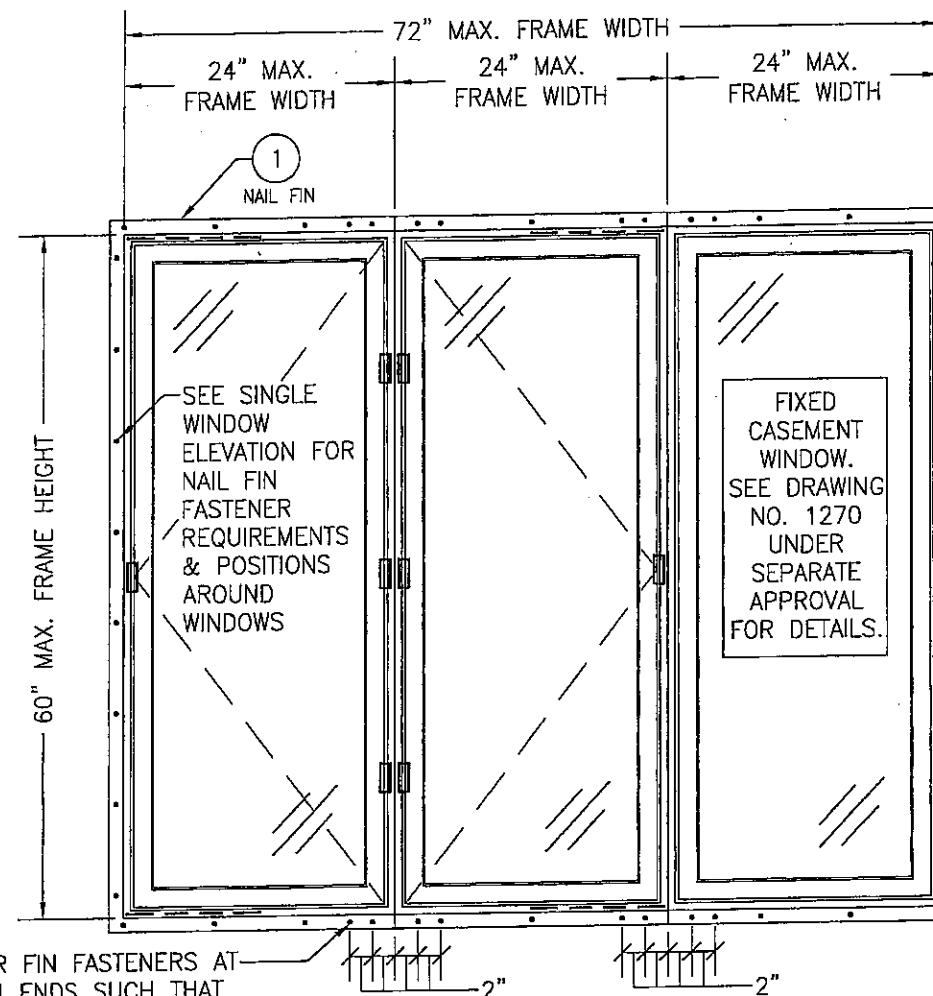 72" MAX. FRAME WIDTH
24" MAX.
FRAME WIDTH
24" MAX.
FRAME WIDTH
24" MAX.
FRAME WIDTH
1
NAIL FIN
60" MAX. FRAME HEIGHT
SEE SINGLE
WINDOW
ELEVATION FOR
NAIL FIN
FASTENER
REQUIREMENTS
& POSITIONS
AROUND
WINDOWS
FIXED
CASEMENT
WINDOW.
SEE DRAWING
NO. 1270
UNDER
SEPARATE
APPROVAL
FOR DETAILS.
R FIN FASTENERS AT
ENDS SUCH THAT
2"
2"